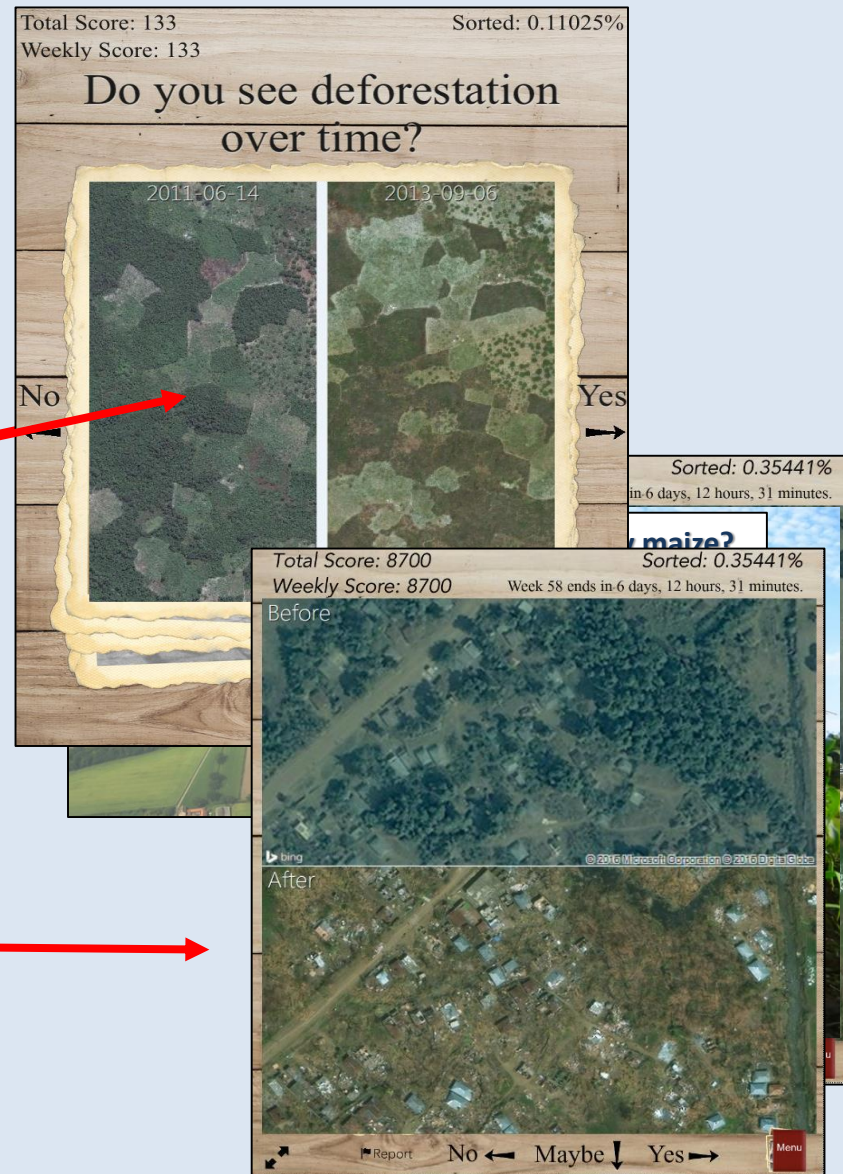 Total Score: 133
Sorted: 0.11025%
Weekly Score: 133
Do you see deforestation
over time?
2011-06-14
2013-09-06
No
Yes
Sorted: 0.35441%
in 6 days, 12 hours, 31 minutes.
maize?
Total Score: 8700
Sorted: 0.35441%
Weekly Score: 8700
Week 58 ends in 6 days, 12 hours, 31 minutes.
Before
bing
© 2016 Microsoft Corporation © 2016 DigitalGlobe
After
Report
No
Maybe
Yes
Menu